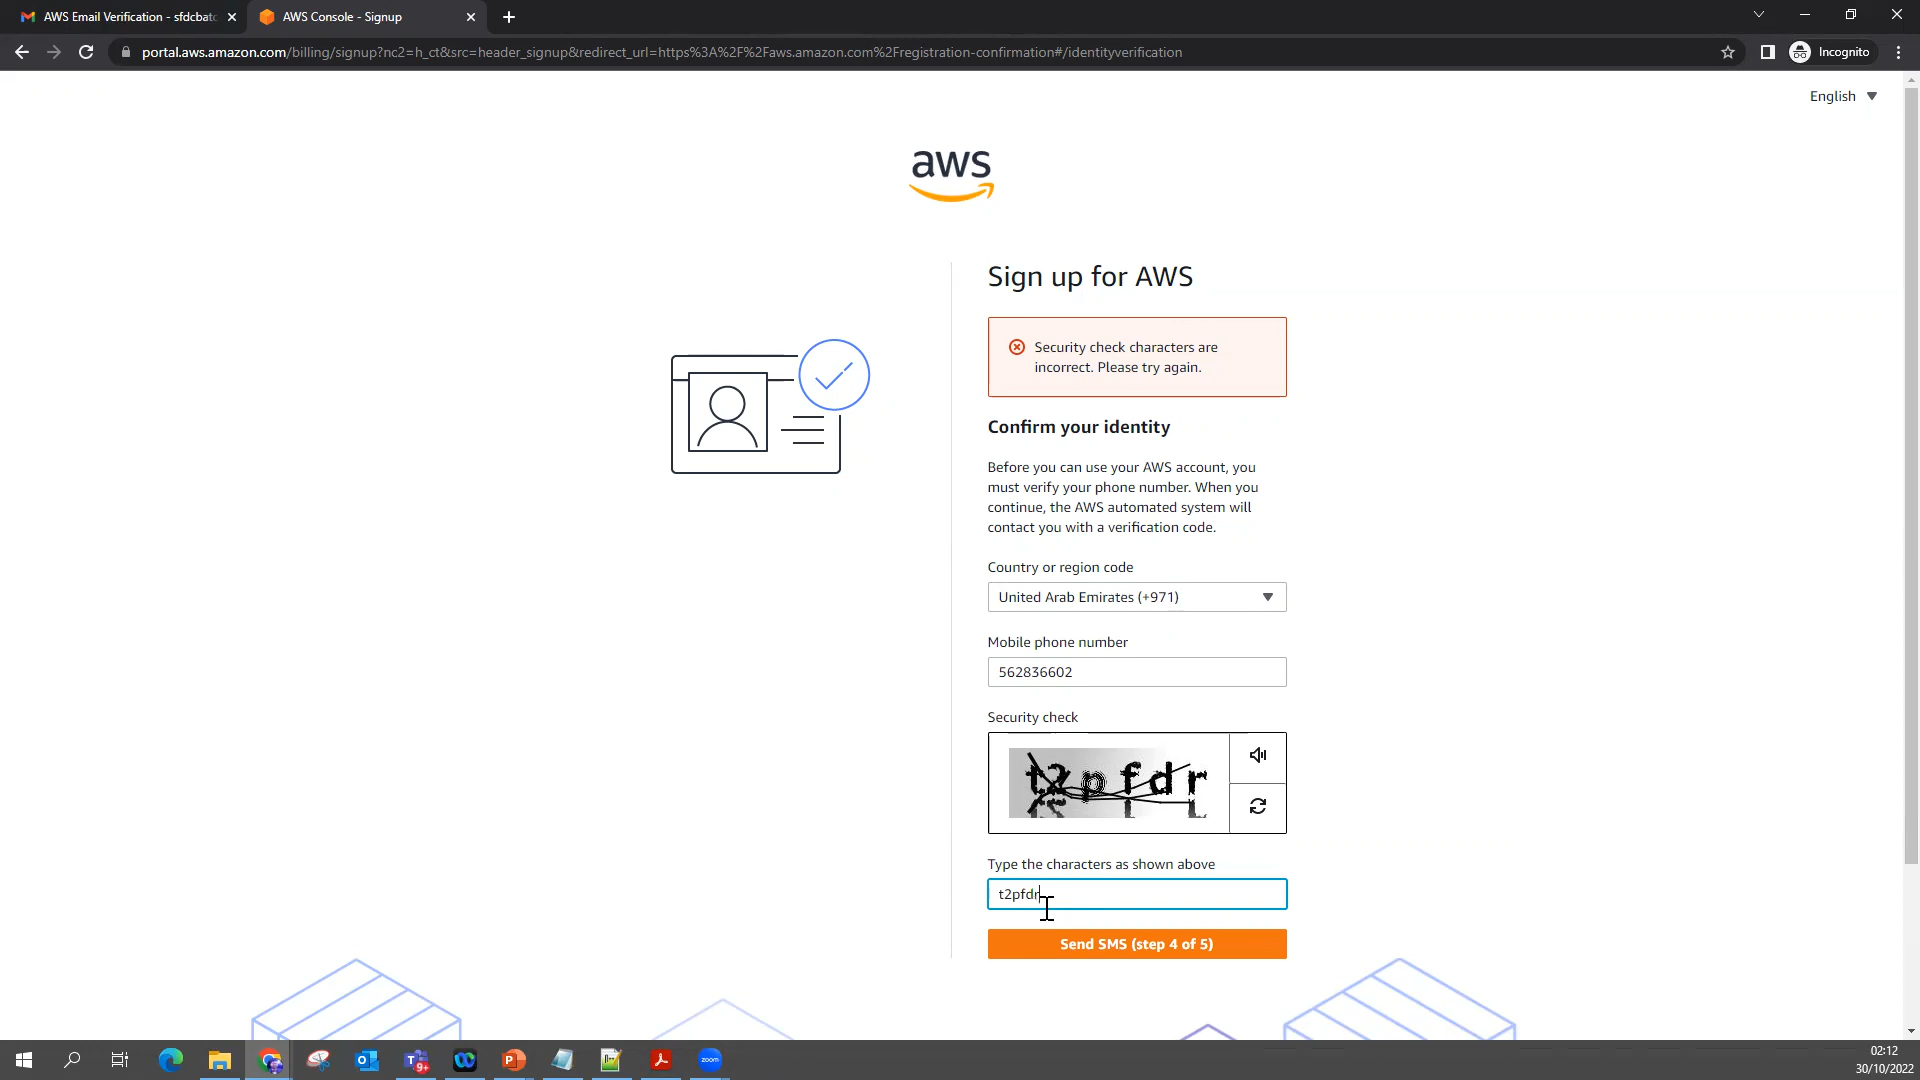 AWS Email Verification - sfdcbatc
AWS Console - Signup
portal.aws.amazon.com/billing/signup?nc2=h_ct&src=header_signup&redirect_url=https%3A%2F%2Faws.amazon.com%2Fregistration-confirmation#/identityverification
Incognito
English
aws
Sign up for AWS
Security check characters are
incorrect. Please try again.
Confirm your identity
Before you can use your AWS account, you
must verify your phone number. When you
continue, the AWS automated system will
contact you with a verification code.
Country or region code
United Arab Emirates (+971)
Mobile phone number
562836602
Security check
t2pfdr
Type the characters as shown above
t2pfdr
Send SMS (step 4 of 5)
9+
zoom
02:12
30/10/2022